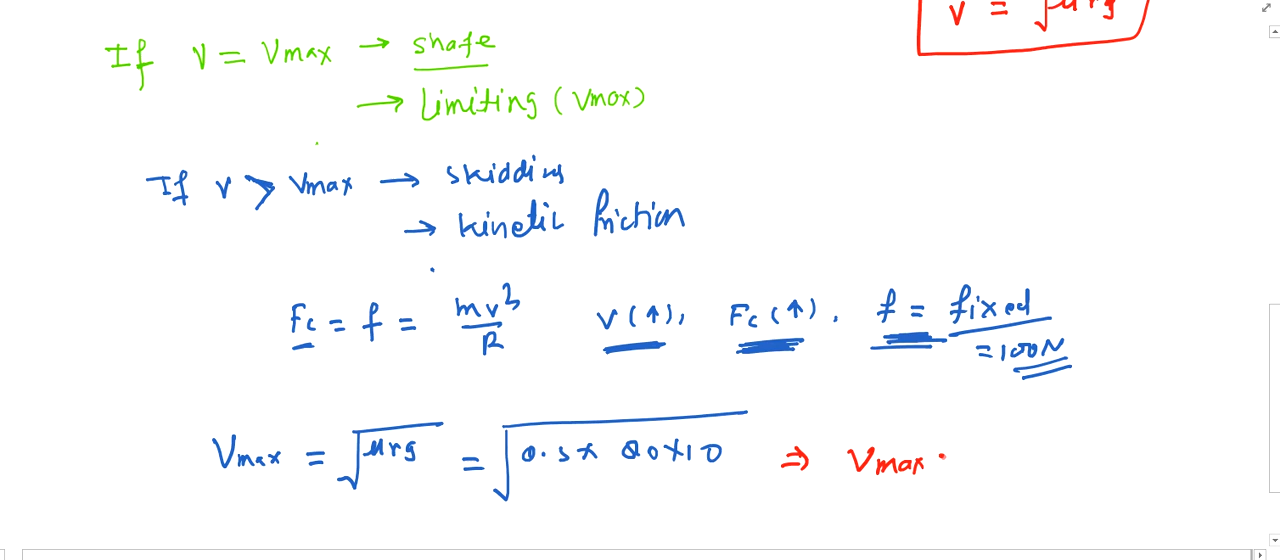 v = √μrg
If v = Vmax → shafe
→ Limiting (Vmax)
If v > Vmax → skidding
→ kinetic friction
Fc = f = mv²/R v(↑), Fc(↑). f = fixed
= 100N
Vmax = √μrg = √0.5 × 20×10 ⇒ Vmax